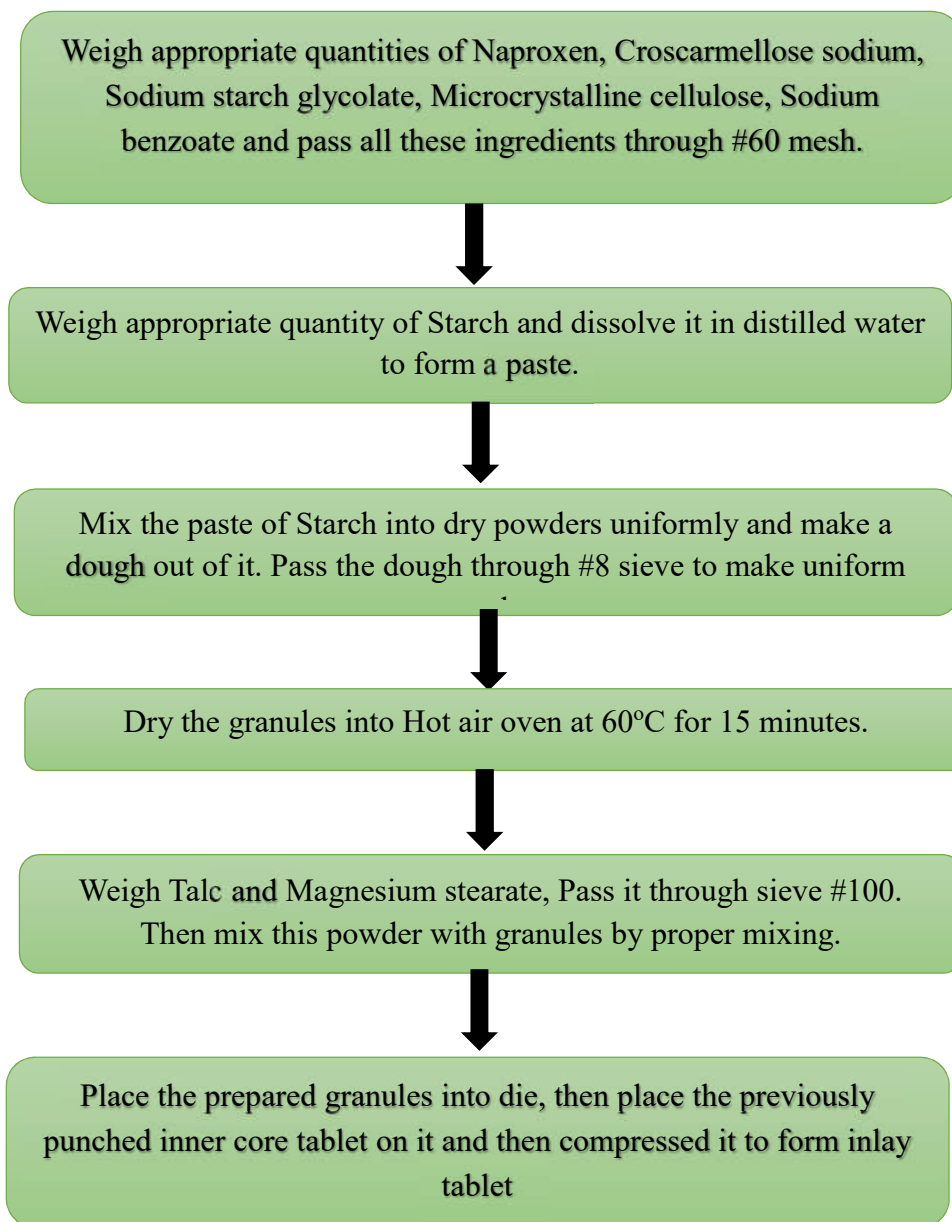 Weigh appropriate quantities of Naproxen, Croscarmellose sodium,
Sodium starch glycolate, Microcrystalline cellulose, Sodium
benzoate and pass all these ingredients through #60 mesh.
Weigh appropriate quantity of Starch and dissolve it in distilled water
to form a paste.
Mix the paste of Starch into dry powders uniformly and make a
dough out of it. Pass the dough through #8 sieve to make uniform
Dry the granules into Hot air oven at 60ºC for 15 minutes.
Weigh Talc and Magnesium stearate, Pass it through sieve #100.
Then mix this powder with granules by proper mixing.
Place the prepared granules into die, then place the previously
punched inner core tablet on it and then compressed it to form inlay
tablet